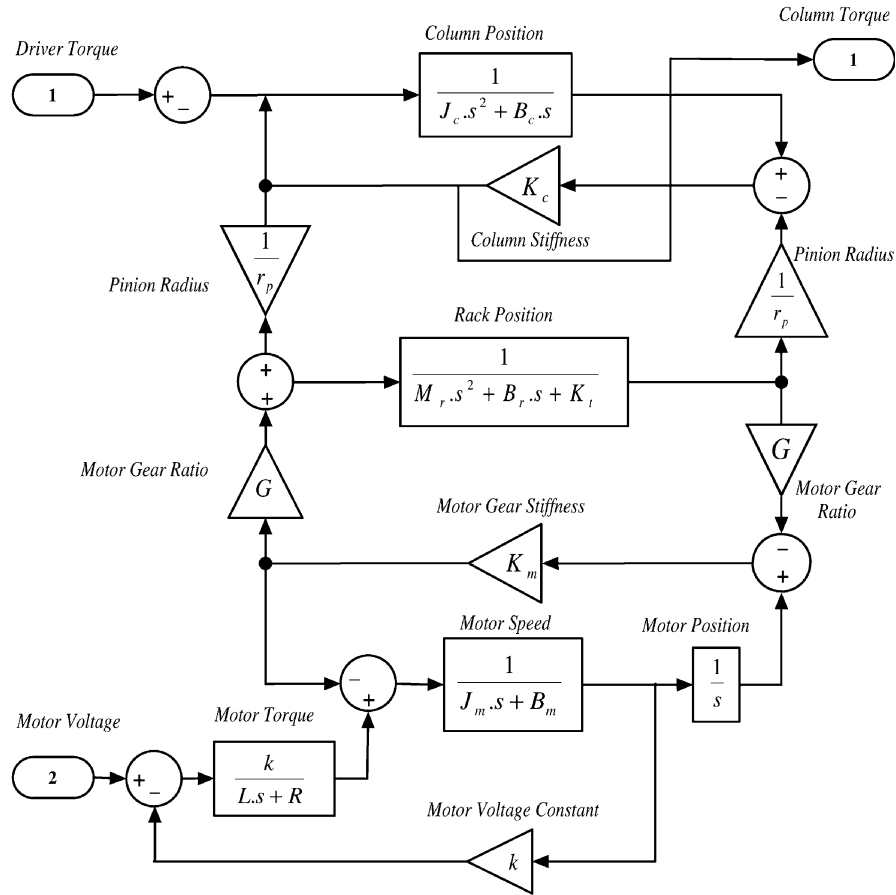 Column Torque
Driver Torque
Column Position
1
1
1
J_c.s^2 + B_c.s
+
−
+
−
K_c
Column Stiffness
1
r_p
Pinion Radius
Pinion Radius
1
r_p
Rack Position
1
M_r.s^2 + B_r.s + K_t
+
+
G
Motor Gear Ratio
G
Motor Gear
Ratio
Motor Gear Stiffness
K_m
−
+
Motor Speed
Motor Position
1
J_m.s + B_m
1
s
−
+
Motor Voltage
Motor Torque
2
+
−
k
L.s + R
Motor Voltage Constant
k